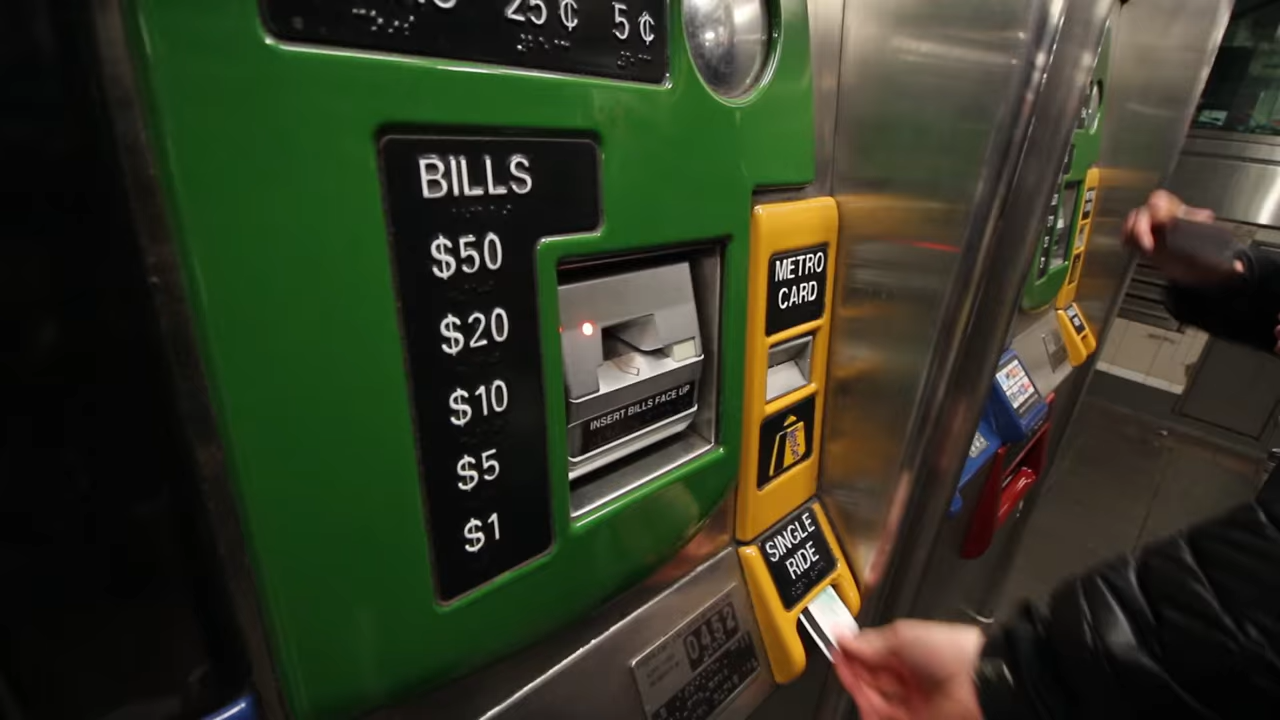 25¢ 5¢
BILLS
$50
$20
$10
$5
$1
INSERT BILLS FACE UP
METRO
CARD
SINGLE
RIDE
0452